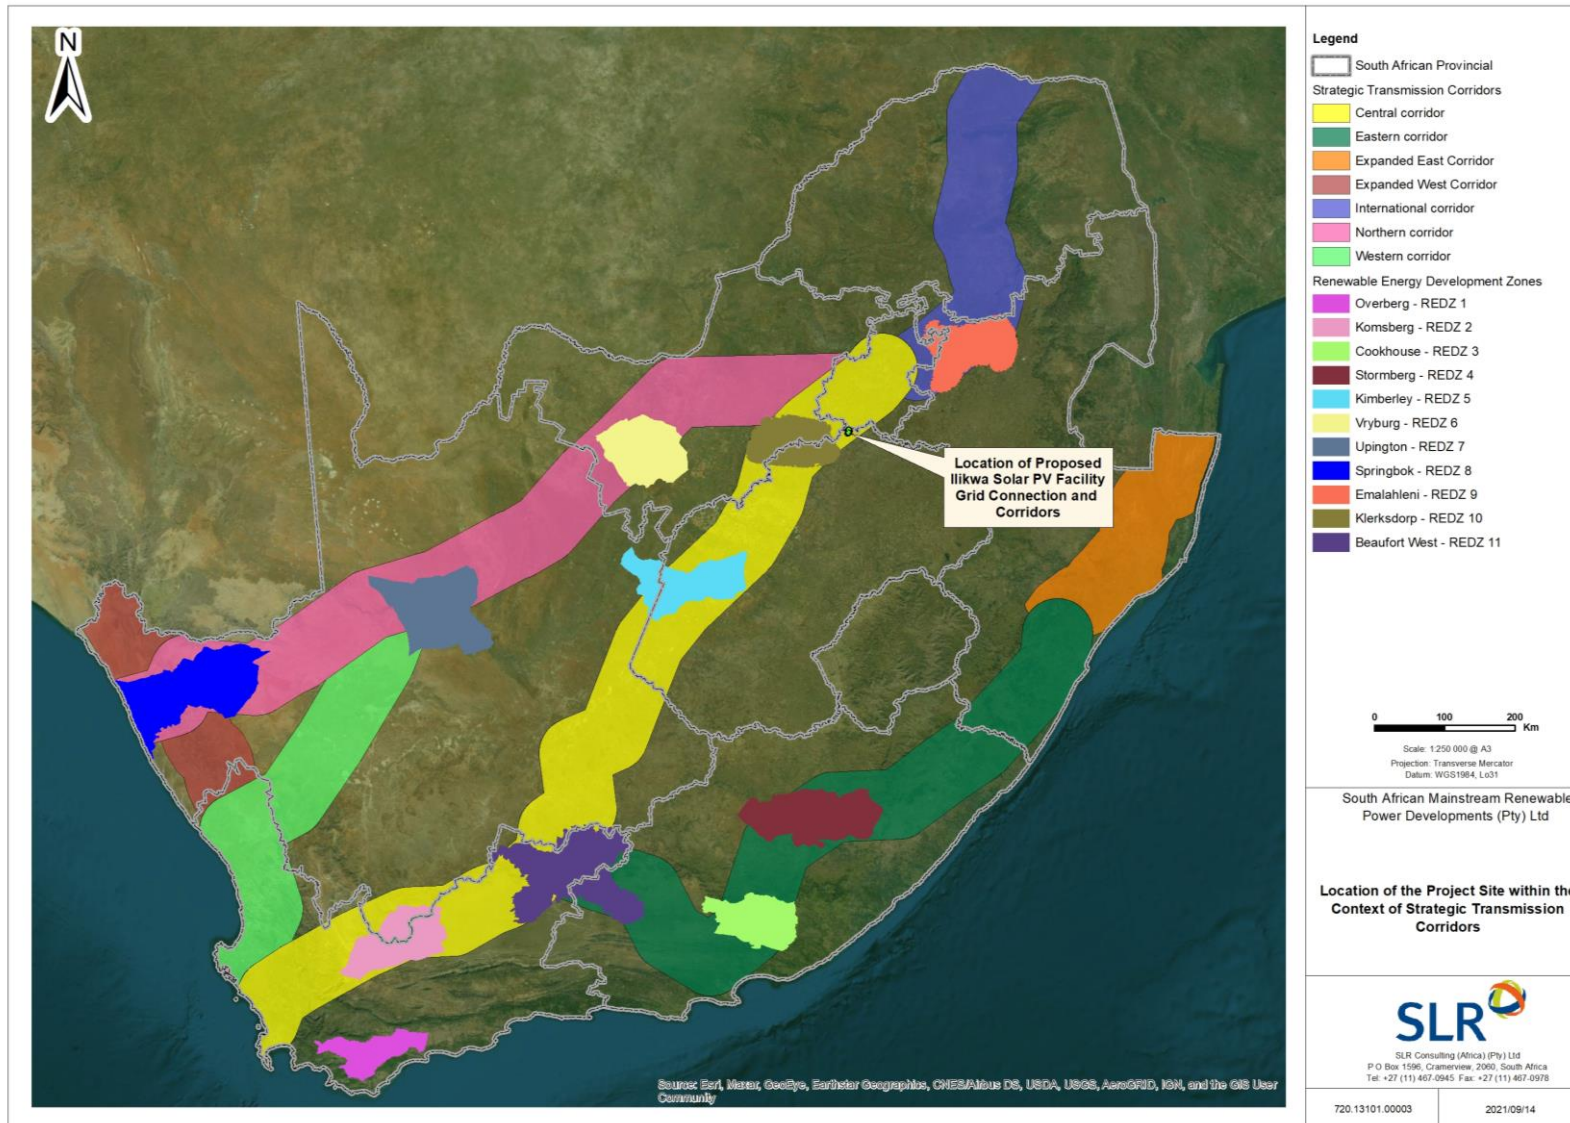 N
Location of Proposed
Ilikwa Solar PV Facility
Grid Connection and
Corridors
Source: Esri, Maxar, GeoEye, Earthstar Geographics, CNES/Airbus DS, USDA, USGS, AeroGRID, IGN, and the GIS User
Community
Legend
South African Provincial
Strategic Transmission Corridors
Central corridor
Eastern corridor
Expanded East Corridor
Expanded West Corridor
International corridor
Northern corridor
Western corridor
Renewable Energy Development Zones
Overberg - REDZ 1
Komsberg - REDZ 2
Cookhouse - REDZ 3
Stormberg - REDZ 4
Kimberley - REDZ 5
Vryburg - REDZ 6
Upington - REDZ 7
Springbok - REDZ 8
Emalahleni - REDZ 9
Klerksdorp - REDZ 10
Beaufort West - REDZ 11
0 100 200
Km
Scale: 1:250 000 @ A3
Projection: Transverse Mercator
Datum: WGS1984, Lo31
South African Mainstream Renewable
Power Developments (Pty) Ltd
Location of the Project Site within the
Context of Strategic Transmission
Corridors
SLR
SLR Consulting (Africa) (Pty) Ltd
P O Box 1596, Cramerview, 2060, South Africa
Tel: +27 (11) 467-0945 Fax: +27 (11) 467-0978
720.13101.00003
2021/09/14